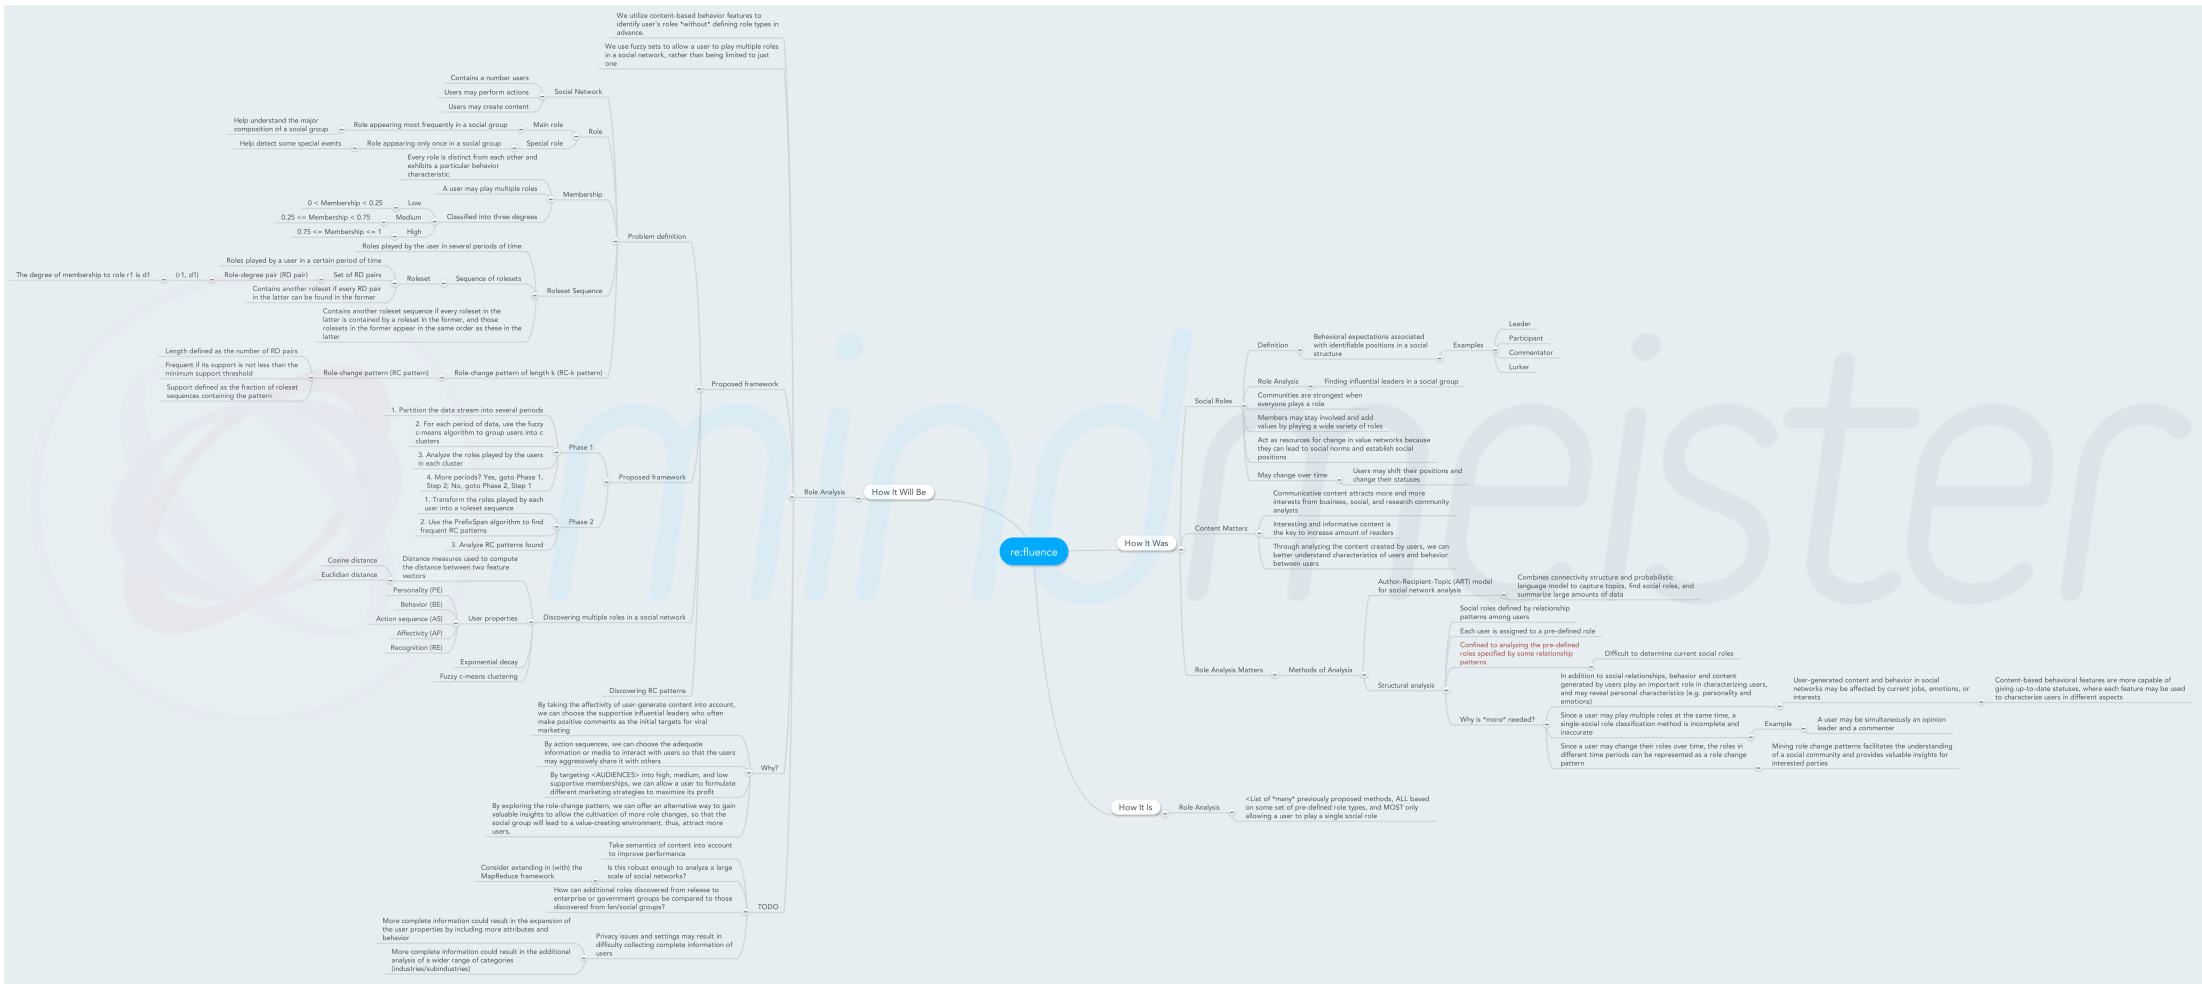 We utilize content-based behavior features to
identify user's roles *without* defining role types in
advance.
We use fuzzy sets to allow a user to play multiple roles
in a social network, rather than being limited to just
one
Contains a number users
Users may perform actions
Users may create content
Social Network
Help understand the major
composition of a social group
Role appearing most frequently in a social group
Main role
Help detect some special events
Role appearing only once in a social group
Special role
Role
Every role is distinct from each other and
exhibits a particular behavior
characteristic
A user may play multiple roles
0 < Membership < 0.25
Low
0.25 <= Membership < 0.75
Medium
0.75 <= Membership <= 1
High
Classified into three degrees
Membership
Problem definition
Roles played by the user in several periods of time
Roles played by a user in a certain period of time
The degree of membership to role r1 is d1
(r1, d1)
Role-degree pair (RD pair)
Set of RD pairs
Contains another roleset if every RD pair
in the latter can be found in the former
Roleset
Sequence of rolesets
Contains another roleset sequence if every roleset in the
latter is contained by a roleset in the former, and those
rolesets in the former appear in the same order as these in the
latter
Roleset Sequence
Length defined as the number of RD pairs
Frequent if its support is not less than the
minimum support threshold
Support defined as the fraction of roleset
sequences containing the pattern
Role-change pattern (RC pattern)
Role-change pattern of length k (RC-k pattern)
Proposed framework
1. Partition the data stream into several periods
2. For each period of data, use the fuzzy
c-means algorithm to group users into c
clusters
3. Analyze the roles played by the users
in each cluster
4. More periods? Yes, goto Phase 1,
Step 2; No, goto Phase 2, Step 1
Phase 1
1. Transform the roles played by each
user into a roleset sequence
2. Use the PrefixSpan algorithm to find
frequent RC patterns
3. Analyze RC patterns found
Phase 2
Proposed framework
Cosine distance
Euclidian distance
Distance measures used to compute
the distance between two feature
vectors
Personality (PE)
Behavior (BE)
Action sequence (AS)
Affectivity (AF)
Recognition (RE)
User properties
Exponential decay
Fuzzy c-means clustering
Discovering multiple roles in a social network
Discovering RC patterns
By taking the affectivity of user-generate content into account,
we can choose the supportive influential leaders who often
make positive comments as the initial targets for viral
marketing
By action sequences, we can choose the adequate
information or media to interact with users so that the users
may aggressively share it with others
By targeting <AUDIENCES> into high, medium, and low
supportive memberships, we can allow a user to formulate
different marketing strategies to maximize its profit
By exploring the role-change pattern, we can offer an alternative way to gain
valuable insights to allow the cultivation of more role changes, so that the
social group will lead to a value-creating environment, thus, attract more
users,
Why?
Take semantics of content into account
to improve performance
Consider extending in (with) the
MapReduce framework
Is this robust enough to analyze a large
scale of social networks?
How can additional roles discovered from release to
enterprise or government groups be compared to those
discovered from fan/social groups?
More complete information could result in the expansion of
the user properties by including more attributes and
behavior
More complete information could result in the additional
analysis of a wider range of categories
(industries/subindustries)
Privacy issues and settings may result in
difficulty collecting complete information of
users
TODO
Role Analysis
How It Will Be
re:fluence
How It Was
Social Roles
Definition
Behavioral expectations associated
with identifiable positions in a social
structure
Examples
Leader
Participant
Commentator
Lurker
Role Analysis
Finding influential leaders in a social group
Communities are strongest when
everyone plays a role
Members may stay involved and add
values by playing a wide variety of roles
Act as resources for change in value networks because
they can lead to social norms and establish social
positions
May change over time
Users may shift their positions and
change their statuses
Content Matters
Communicative content attracts more and more
interests from business, social, and research community
analysts
Interesting and informative content is
the key to increase amount of readers
Through analyzing the content created by users, we can
better understand characteristics of users and behavior
between users
Role Analysis Matters
Methods of Analysis
Author-Recipient-Topic (ART) model
for social network analysis
Combines connectivity structure and probabilistic
language model to capture topics, find social roles, and
summarize large amounts of data
Structural analysis
Social roles defined by relationship
patterns among users
Each user is assigned to a pre-defined role
Confined to analyzing the pre-defined
roles specified by some relationship
patterns
Difficult to determine current social roles
Why is *more* needed?
In addition to social relationships, behavior and content
generated by users play an important role in characterizing users,
and may reveal personal characteristics (e.g. personality and
emotions)
User-generated content and behavior in social
networks may be affected by current jobs, emotions, or
interests
Content-based behavioral features are more capable of
giving up-to-date statuses, where each feature may be used
to characterize users in different aspects
Since a user may play multiple roles at the same time, a
single-social role classification method is incomplete and
inaccurate
Example
A user may be simultaneously an opinion
leader and a commenter
Since a user may change their roles over time, the roles in
different time periods can be represented as a role change
pattern
Mining role change patterns facilitates the understanding
of a social community and provides valuable insights for
interested parties
How It Is
Role Analysis
<List of *many* previously proposed methods, ALL based
on some set of pre-defined role types, and MOST only
allowing a user to play a single social role
mindmeister